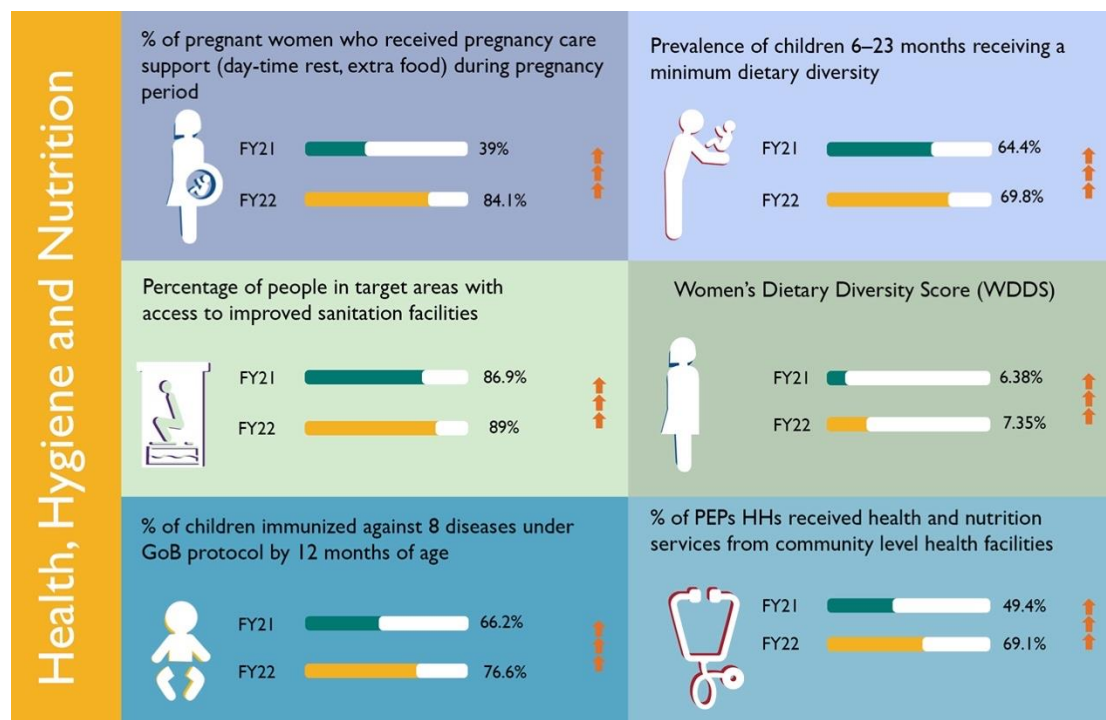 Health, Hygiene and Nutrition
% of pregnant women who received pregnancy care
support (day-time rest, extra food) during pregnancy
period
FY21 39%
FY22 84.1%
Prevalence of children 6–23 months receiving a
minimum dietary diversity
FY21 64.4%
FY22 69.8%
Percentage of people in target areas with
access to improved sanitation facilities
FY21 86.9%
FY22 89%
Women's Dietary Diversity Score (WDDS)
FY21 6.38%
FY22 7.35%
% of children immunized against 8 diseases under
GoB protocol by 12 months of age
FY21 66.2%
FY22 76.6%
% of PEPs HHs received health and nutrition
services from community level health facilities
FY21 49.4%
FY22 69.1%